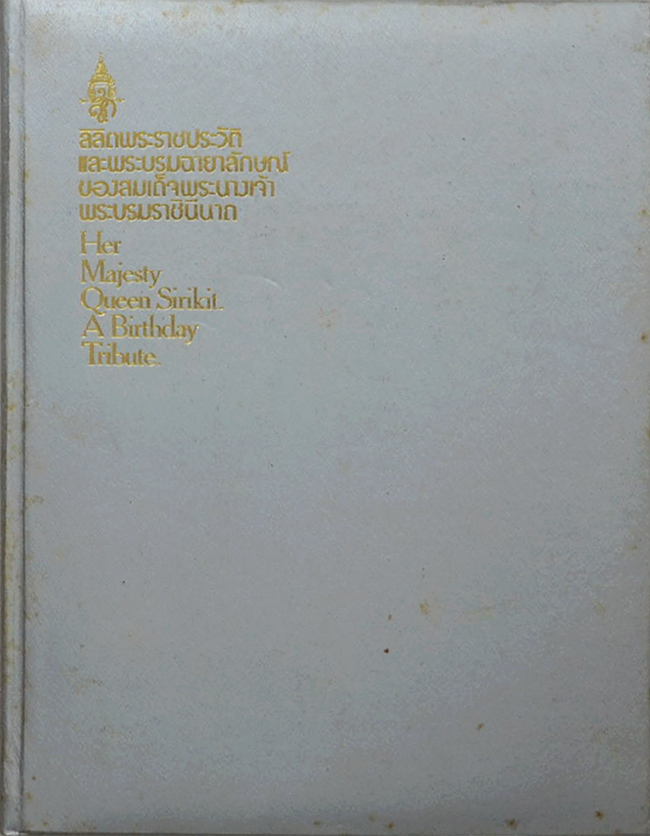 ลิลิตพระราชประวัติ
และพระบรมฉายาลักษณ์
ของสมเด็จพระนางเจ้า
พระบรมราชินีนาถ
Her
Majesty
Queen Sirikit.
A Birthday
Tribute.